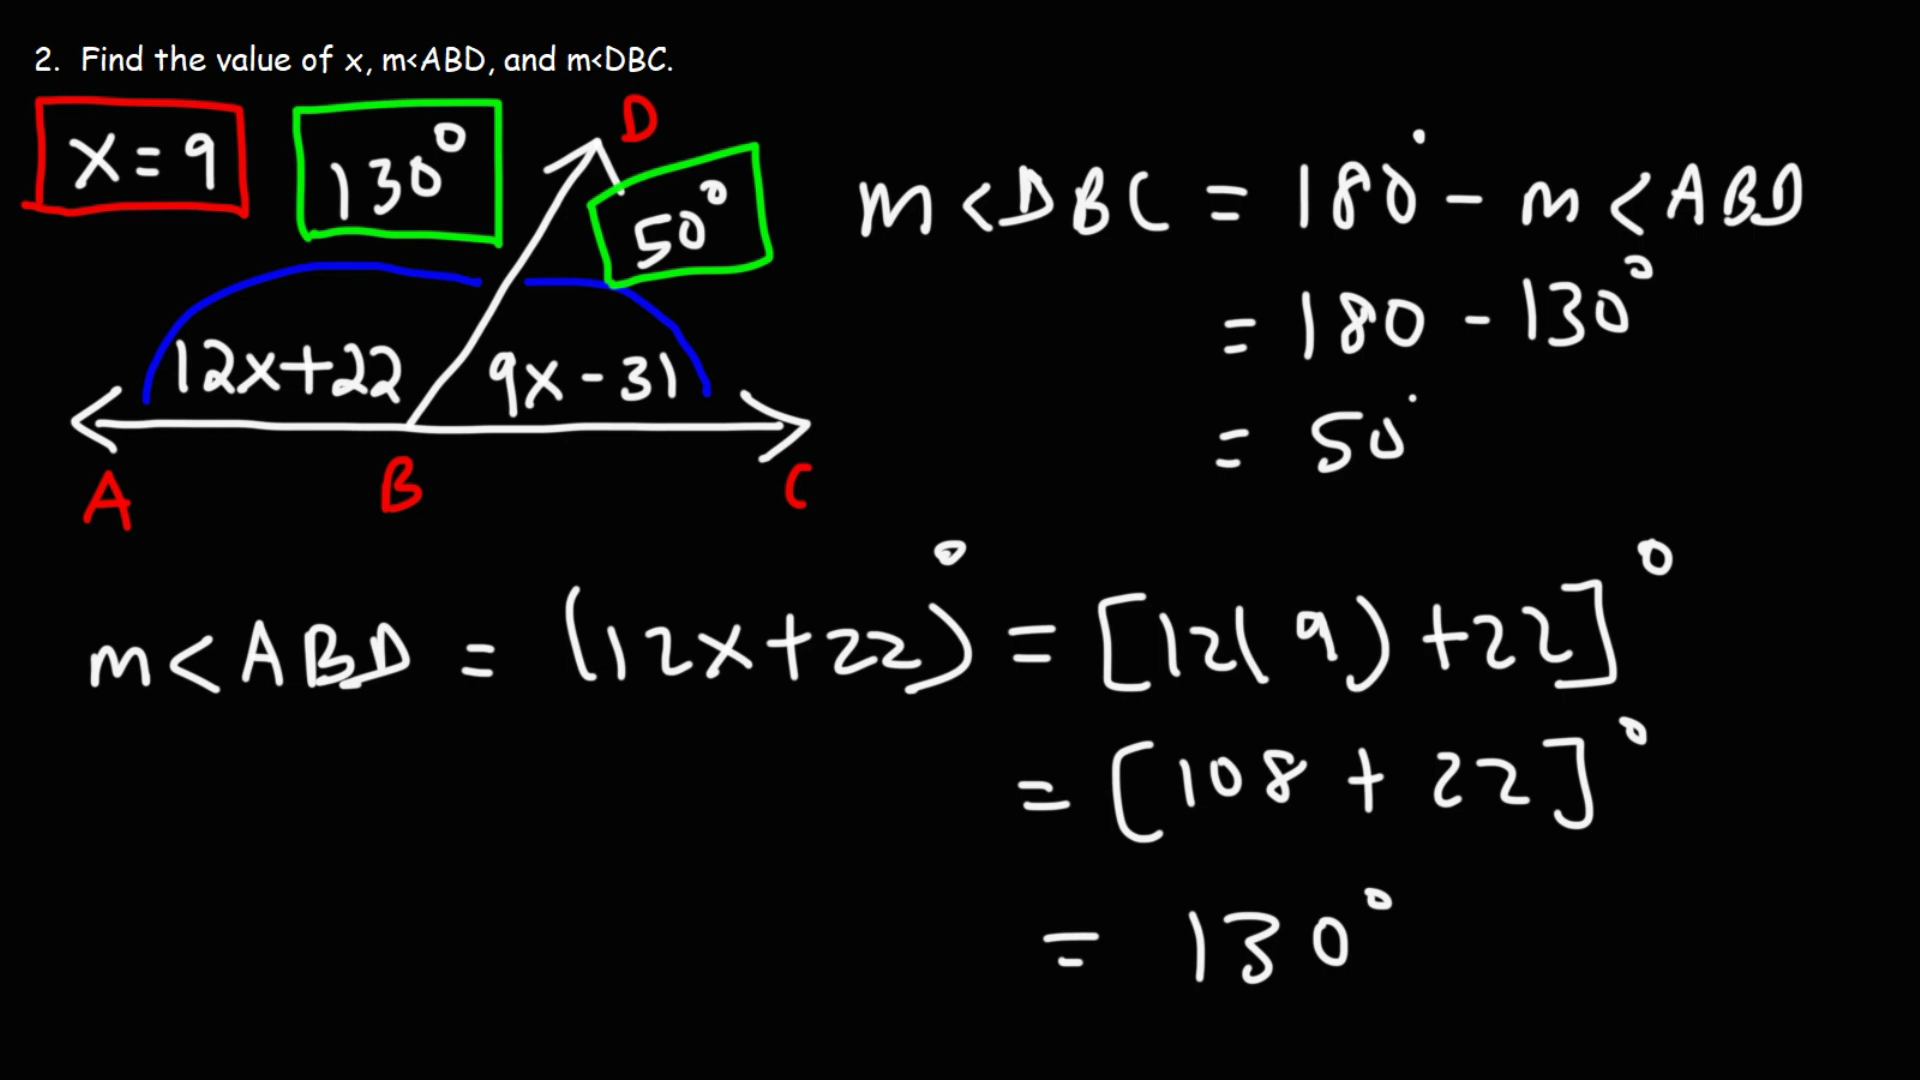 2. Find the value of x, m<ABD, and m<DBC.
x = 9
130°
D
50°
12x+22
9x - 31
A
B
C
m<DBC = 180° - m<ABD
= 180 - 130°
= 50°
m<ABD = (12x+22)° = [12(9)+22]°
= [108 + 22]°
= 130°